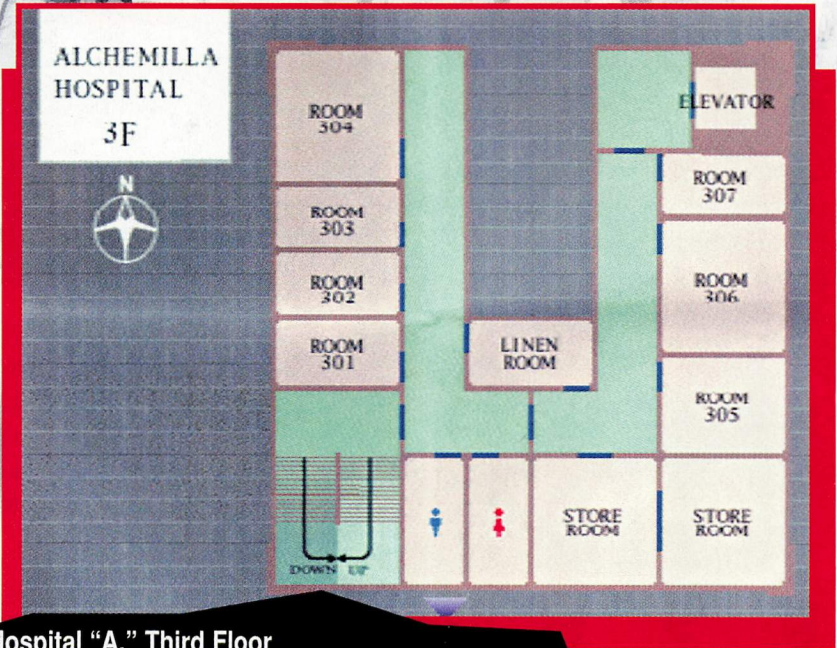 ALCHEMILLA
HOSPITAL
3F
N
ROOM
304
ROOM
303
ROOM
302
ROOM
301
LINEN
ROOM
ELEVATOR
ROOM
307
ROOM
306
ROOM
305
STORE
ROOM
STORE
ROOM
DOWN UP
Hospital “A,” Third Floor